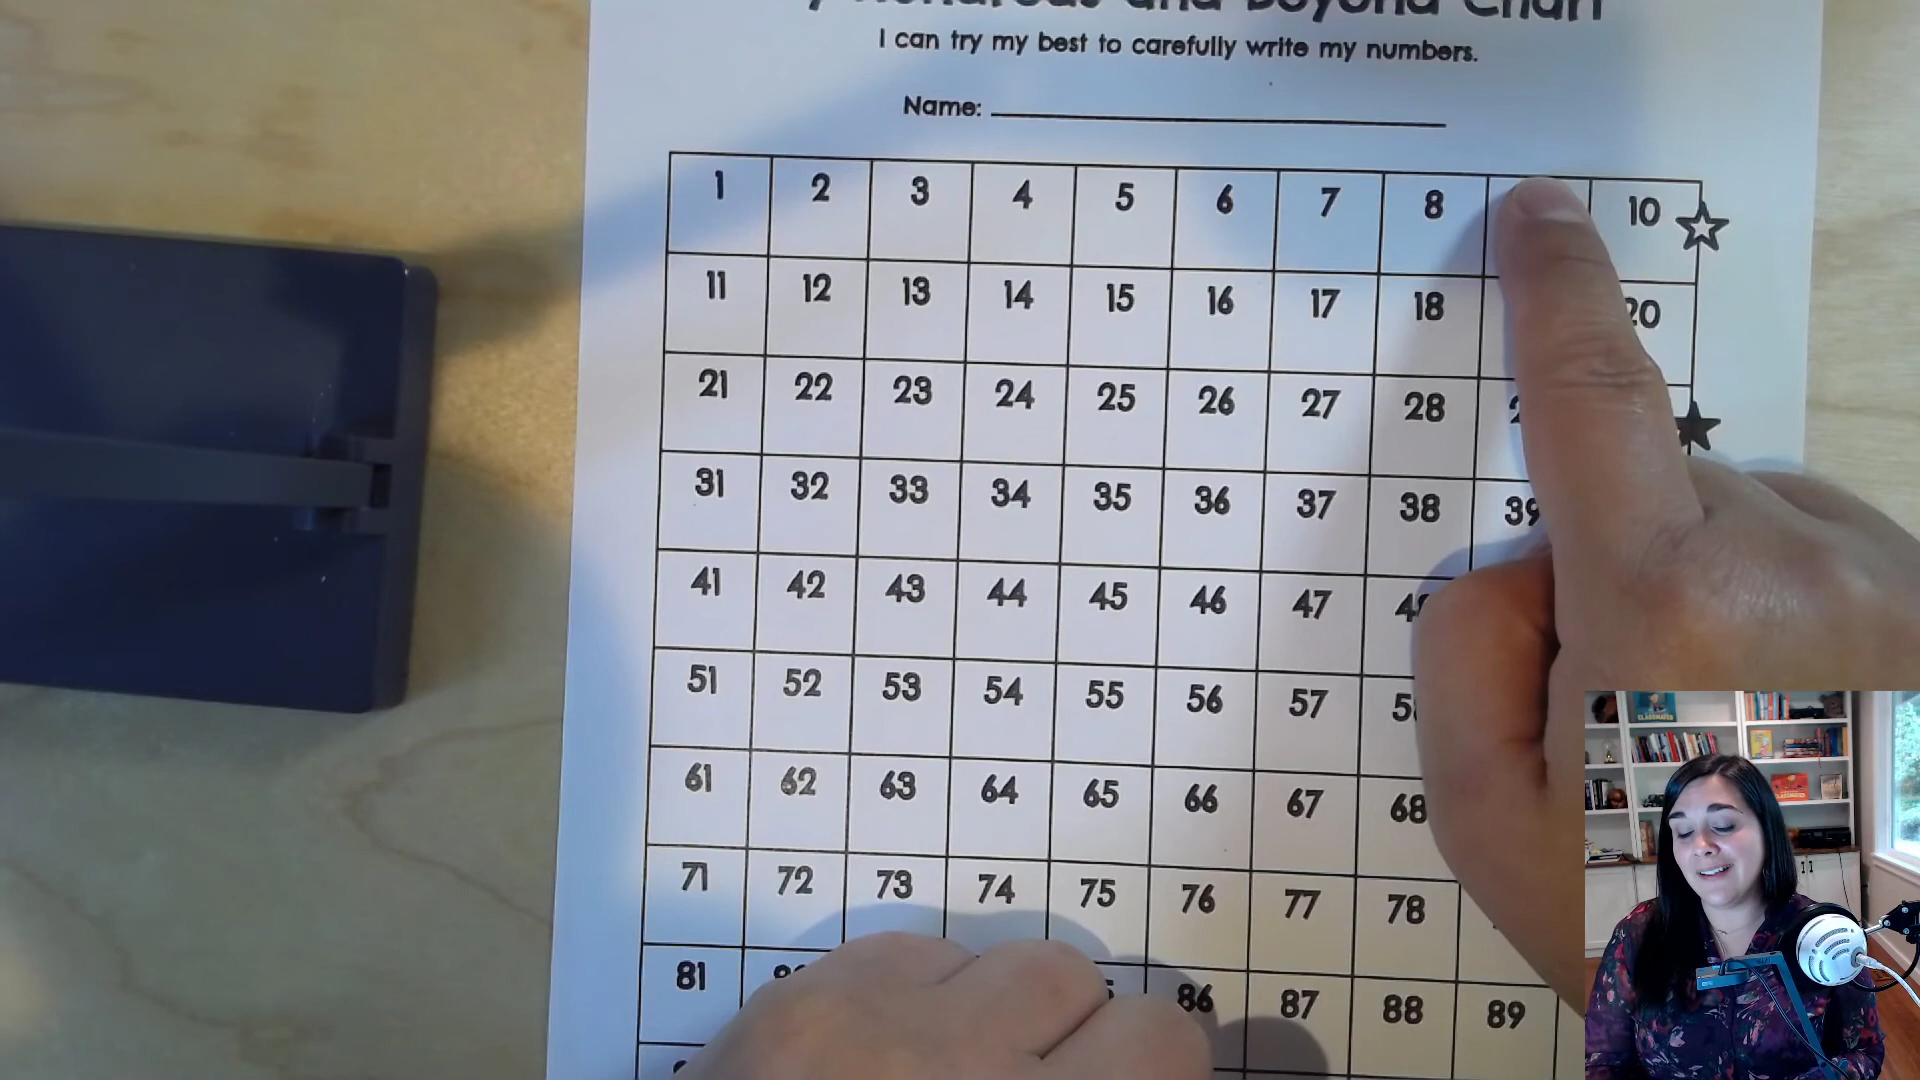 and Beyond Chart
I can try my best to carefully write my numbers.
Name:
1 2 3 4 5 6 7 8 10
11 12 13 14 15 16 17 18 20
21 22 23 24 25 26 27 28
31 32 33 34 35 36 37 38 39
41 42 43 44 45 46 47
51 52 53 54 55 56 57
61 62 63 64 65 66 67 68
71 72 73 74 75 76 77 78
81 86 87 88 89